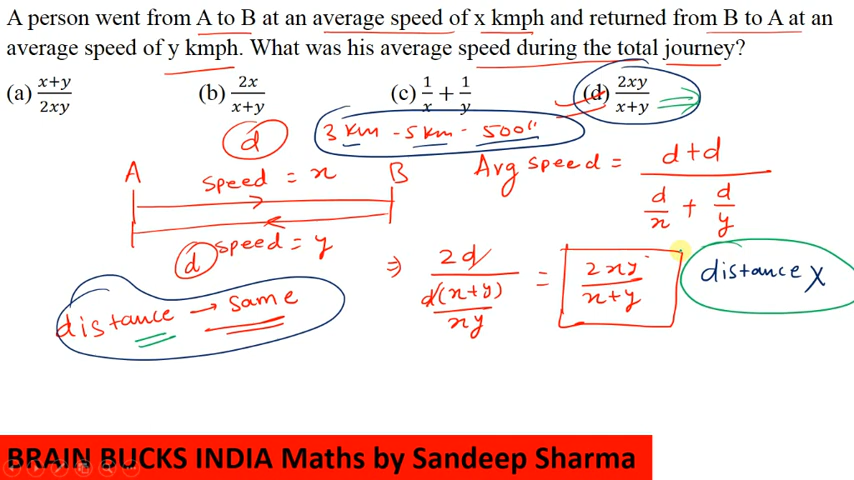 A person went from A to B at an average speed of x kmph and returned from B to A at an
average speed of y kmph. What was his average speed during the total journey?
(a) x+y/2xy (b) 2x/x+y (c) 1/x + 1/y (d) 2xy/x+y
d 3 km - 5 km - 500"
A speed = x B Avg speed = d+d / d/x + d/y
d speed = y
⇒ 2d / d(x+y)/xy = 2xy / x+y distance X
distance → same
BRAIN BUCKS INDIA Maths by Sandeep Sharma